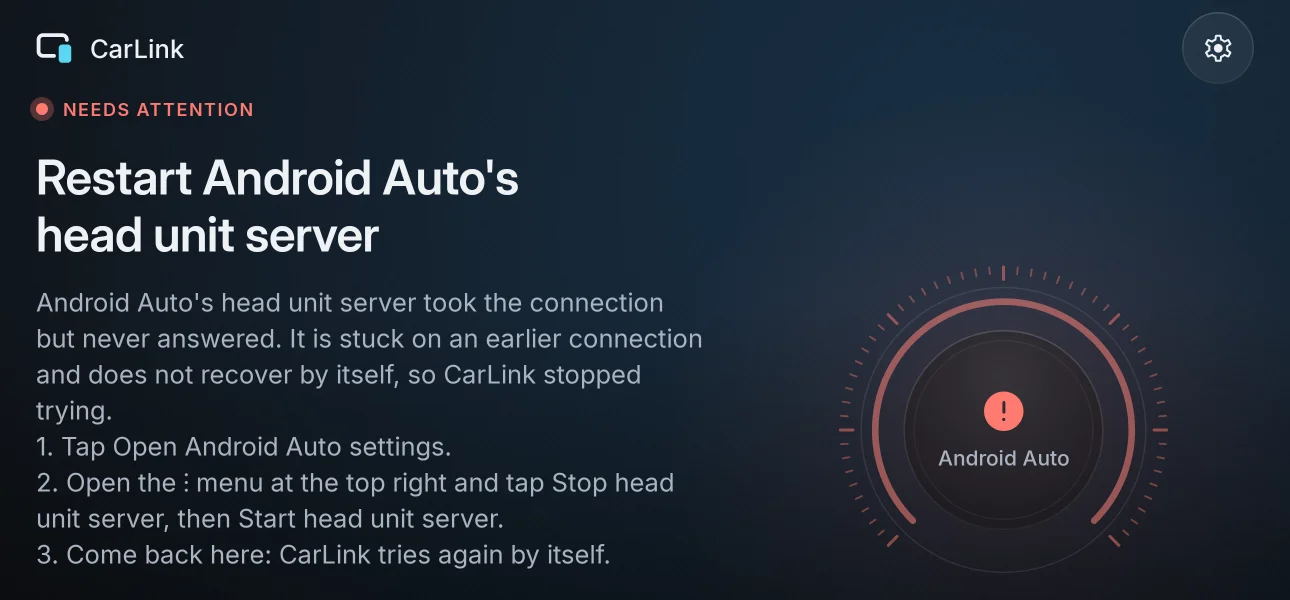 CarLink
NEEDS ATTENTION
Restart Android Auto's
head unit server
Android Auto's head unit server took the connection
but never answered. It is stuck on an earlier connection
and does not recover by itself, so CarLink stopped
trying.
1. Tap Open Android Auto settings.
2. Open the ⋮ menu at the top right and tap Stop head
unit server, then Start head unit server.
3. Come back here: CarLink tries again by itself.
Android Auto